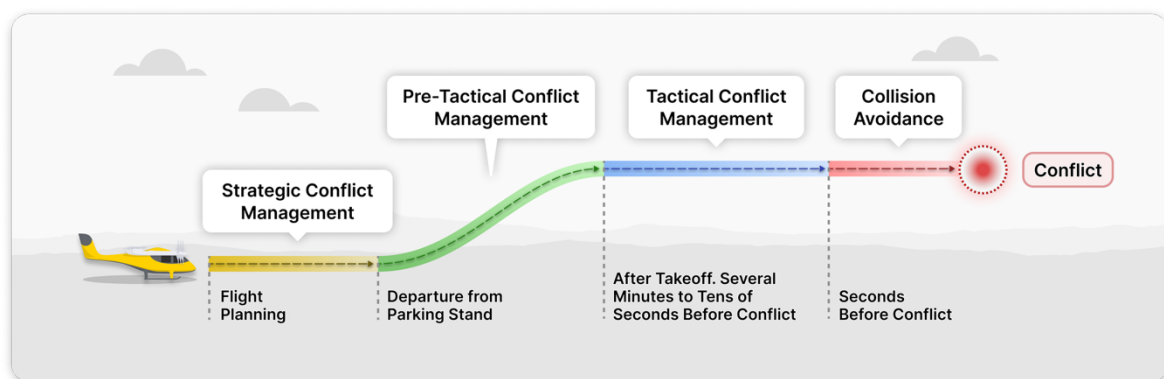 Strategic Conflict
Management
Pre-Tactical Conflict
Management
Tactical Conflict
Management
Collision
Avoidance
Conflict
Flight
Planning
Departure from
Parking Stand
After Takeoff. Several
Minutes to Tens of
Seconds Before Conflict
Seconds
Before Conflict